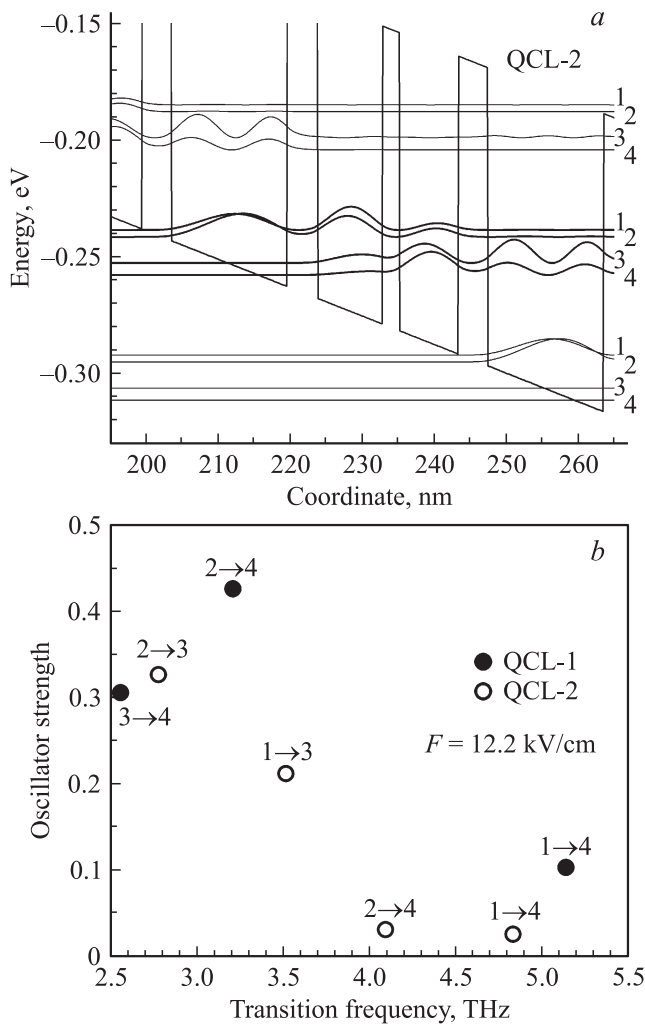 a
QCL-2
Energy, eV
−0.15
−0.20
−0.25
−0.30
1
2
3
4
1
2
3
4
1
2
3
4
200 210 220 230 240 250 260
Coordinate, nm
b
Oscillator strength
0.5
0.4
0.3
0.2
0.1
0
2→4
2→3
3→4
1→3
QCL-1
QCL-2
F = 12.2 kV/cm
1→4
2→4
1→4
2.5 3.0 3.5 4.0 4.5 5.0 5.5
Transition frequency, THz